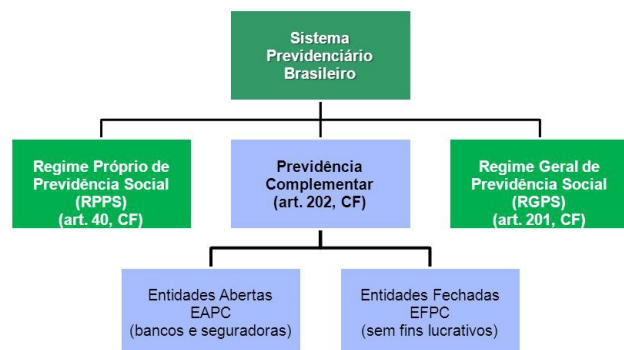 Sistema
Previdenciário
Brasileiro
Regime Próprio de
Previdência Social
(RPPS)
(art. 40, CF)
Previdência
Complementar
(art. 202, CF)
Regime Geral de
Previdência Social
(RGPS)
(art. 201, CF)
Entidades Abertas
EAPC
(bancos e seguradoras)
Entidades Fechadas
EFPC
(sem fins lucrativos)